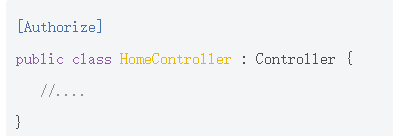 [Authorize]
public class HomeController : Controller {
//....
}